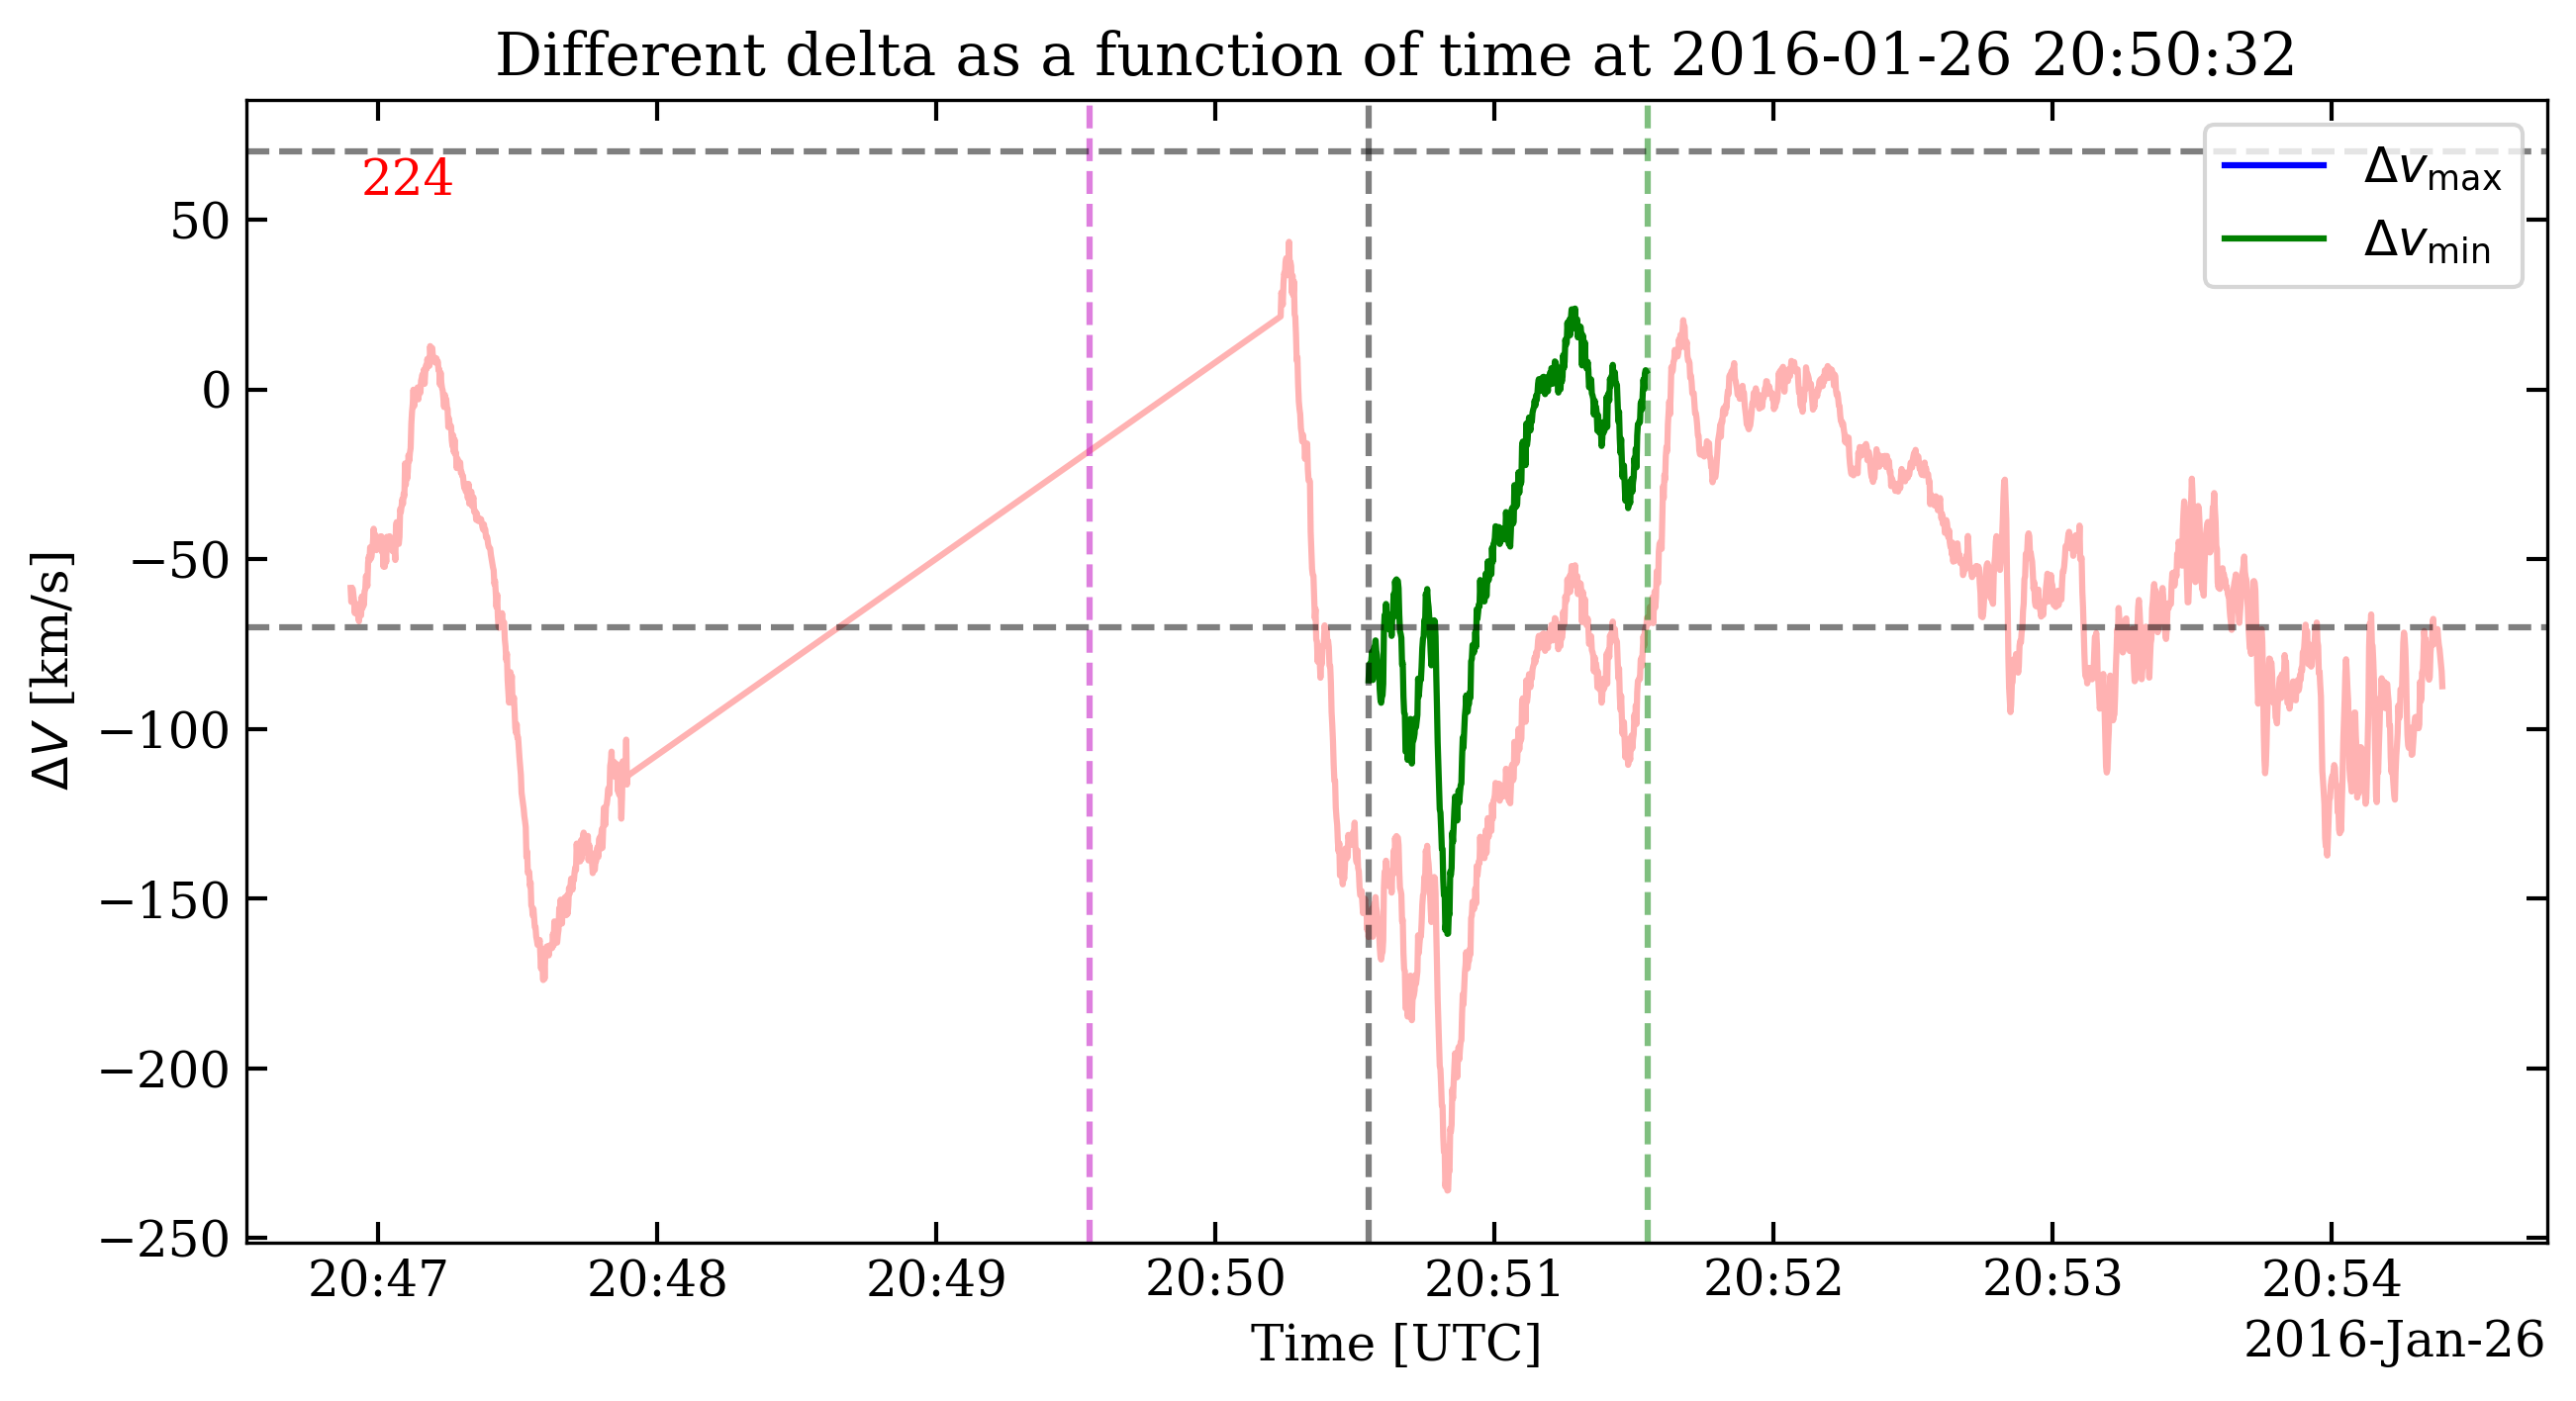 Different delta as a function of time at 2016-01-26 20:50:32
224
Δv_max
Δv_min
50
0
−50
−100
−150
−200
−250
ΔV [km/s]
20:47 20:48 20:49 20:50 20:51 20:52 20:53 20:54
Time [UTC]
2016-Jan-26